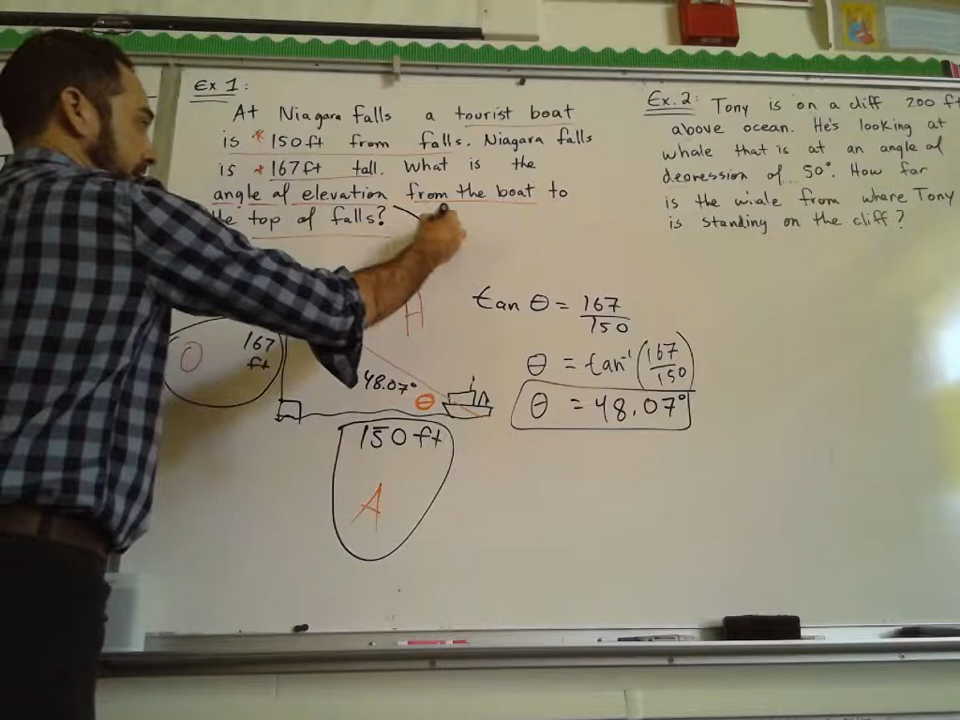 Ex 1:
At Niagara falls a tourist boat
is * 150ft from falls. Niagara falls
is * 167ft tall. What is the
angle of elevation from the boat to
the top of falls?
Ex. 2: Tony is on a cliff 200 ft
above ocean. He's looking at
whale that is at an angle of
depression of 50°. How far
is the whale from where Tony
is standing on the cliff?
H
O
167
ft
48.07°
θ
150 ft
A
tan θ = 167
150
θ = tan⁻¹ (167
150)
θ = 48.07°